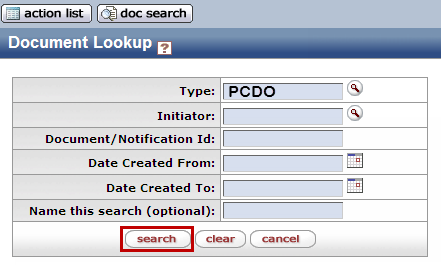 action list doc search
Document Lookup ?
Type: PCDO
Initiator:
Document/Notification Id:
Date Created From:
Date Created To:
Name this search (optional):
search clear cancel